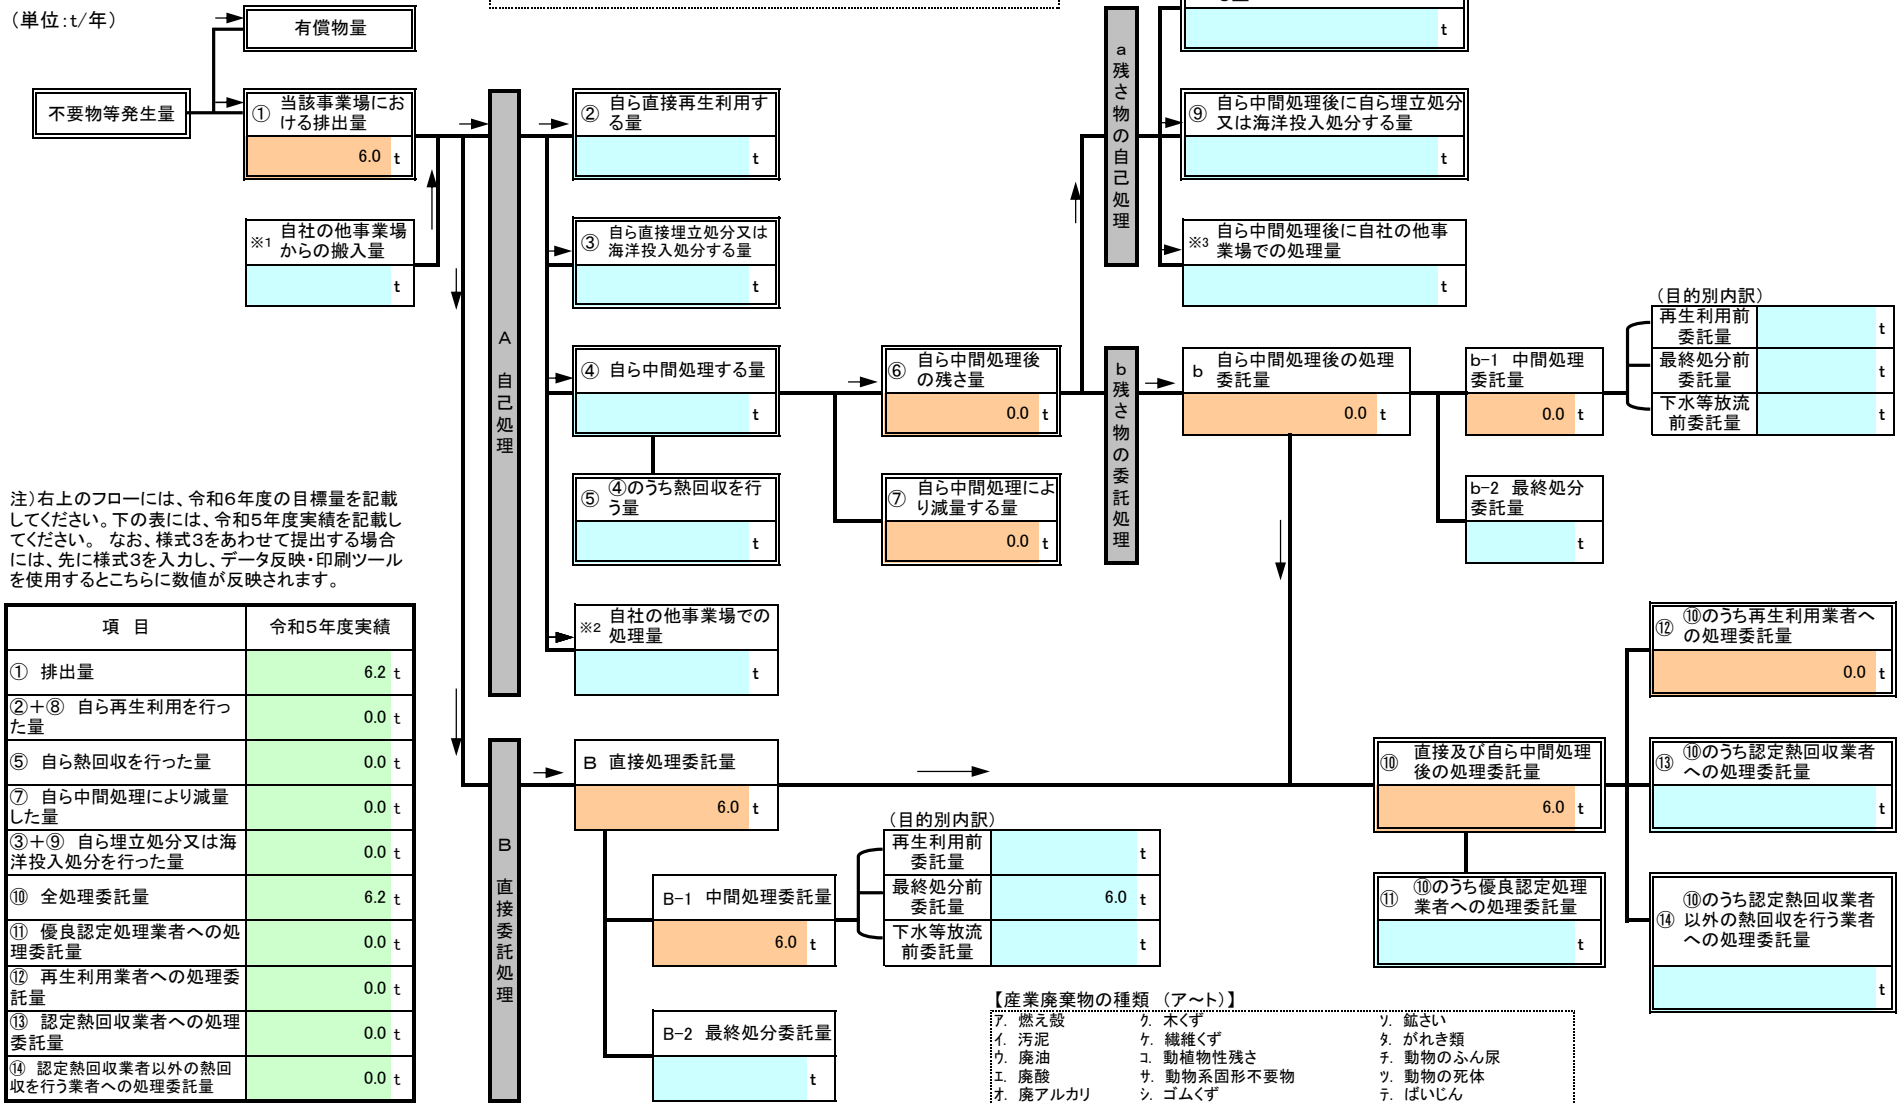 (単位:t/年)
有償物量
不要物等発生量
① 当該事業場にお
ける排出量
6.0 t
※1 自社の他事業場
からの搬入量
t
A 自己処理
② 自ら直接再生利用す
る量
t
③ 自ら直接埋立処分又は
海洋投入処分する量
t
④ 自ら中間処理する量
t
⑤ ④のうち熱回収を行
う量
t
※2 自社の他事業場での
処理量
t
⑥ 自ら中間処理後
の残さ量
0.0 t
⑦ 自ら中間処理によ
り減量する量
0.0 t
a 残さ物の自己処理
t
⑨ 自ら中間処理後に自ら埋立処分
又は海洋投入処分する量
t
※3 自ら中間処理後に自社の他事
業場での処理量
t
b 残さ物の委託処理
b 自ら中間処理後の処理
委託量
0.0 t
b-1 中間処理
委託量
0.0 t
(目的別内訳)
再生利用前
委託量
t
最終処分前
委託量
t
下水等放流
前委託量
t
b-2 最終処分
委託量
t
注)右上のフローには、令和6年度の目標量を記載
してください。下の表には、令和5年度実績を記載し
てください。 なお、様式3をあわせて提出する場合
には、先に様式3を入力し、データ反映・印刷ツール
を使用するとこちらに数値が反映されます。
項 目 令和5年度実績
① 排出量 6.2 t
②+⑧ 自ら再生利用を行っ
た量 0.0 t
⑤ 自ら熱回収を行った量 0.0 t
⑦ 自ら中間処理により減量
した量 0.0 t
③+⑨ 自ら埋立処分又は海
洋投入処分を行った量 0.0 t
⑩ 全処理委託量 6.2 t
⑪ 優良認定処理業者への処
理委託量 0.0 t
⑫ 再生利用業者への処理委
託量 0.0 t
⑬ 認定熱回収業者への処理
委託量 0.0 t
⑭ 認定熱回収業者以外の熱回
収を行う業者への処理委託量 0.0 t
B 直接委託処理
B 直接処理委託量
6.0 t
B-1 中間処理委託量
6.0 t
(目的別内訳)
再生利用前
委託量
t
最終処分前
委託量
6.0 t
下水等放流
前委託量
t
B-2 最終処分委託量
t
⑩ 直接及び自ら中間処理
後の処理委託量
6.0 t
⑪ ⑩のうち優良認定処理
業者への処理委託量
t
⑫ ⑩のうち再生利用業者へ
の処理委託量
0.0 t
⑬ ⑩のうち認定熱回収業者
への処理委託量
t
⑭ ⑩のうち認定熱回収業者
以外の熱回収を行う業者
への処理委託量
t
【産業廃棄物の種類 (ア~ト)】
ア. 燃え殻 ク. 木くず ソ. 鉱さい
イ. 汚泥 ケ. 繊維くず タ. がれき類
ウ. 廃油 コ. 動植物性残さ チ. 動物のふん尿
エ. 廃酸 サ. 動物系固形不要物 ツ. 動物の死体
オ. 廃アルカリ シ. ゴムくず テ. ばいじん